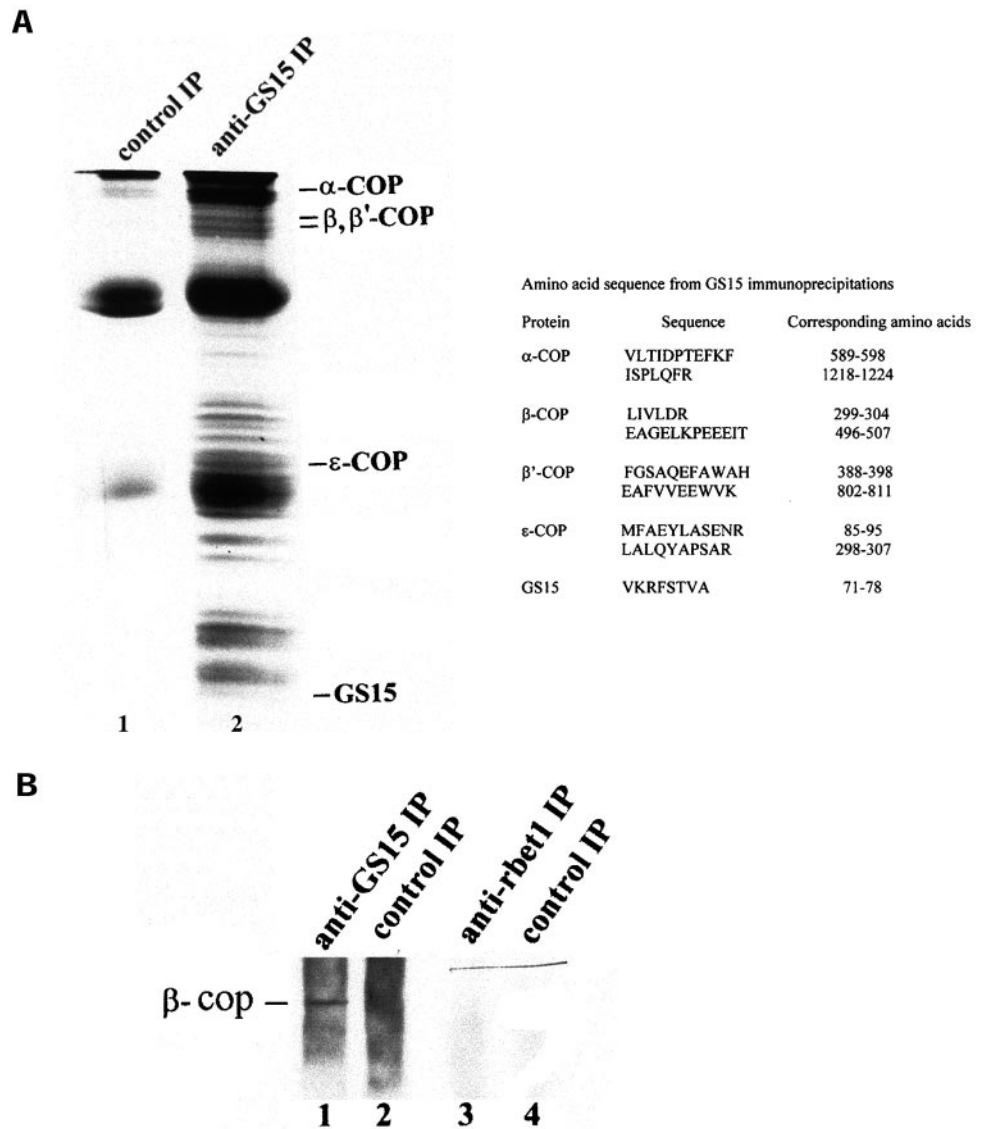 A
control IP
anti-GS15 IP
–α-COP
β, β'-COP
–ε-COP
–GS15
1 2
Amino acid sequence from GS15 immunoprecipitations
Protein Sequence Corresponding amino acids
α-COP VLTIDPTEFKF 589-598
ISPLQFR 1218-1224
β-COP LIVLDR 299-304
EAGELKPEEEIT 496-507
β'-COP FGSAQEFAWAH 388-398
EAFVVEEWVK 802-811
ε-COP MFAEYLASENR 85-95
LALQYAPSAR 298-307
GS15 VKRFSTVA 71-78
B
anti-GS15 IP
control IP
anti-rbet1 IP
control IP
β- cop –
1 2 3 4